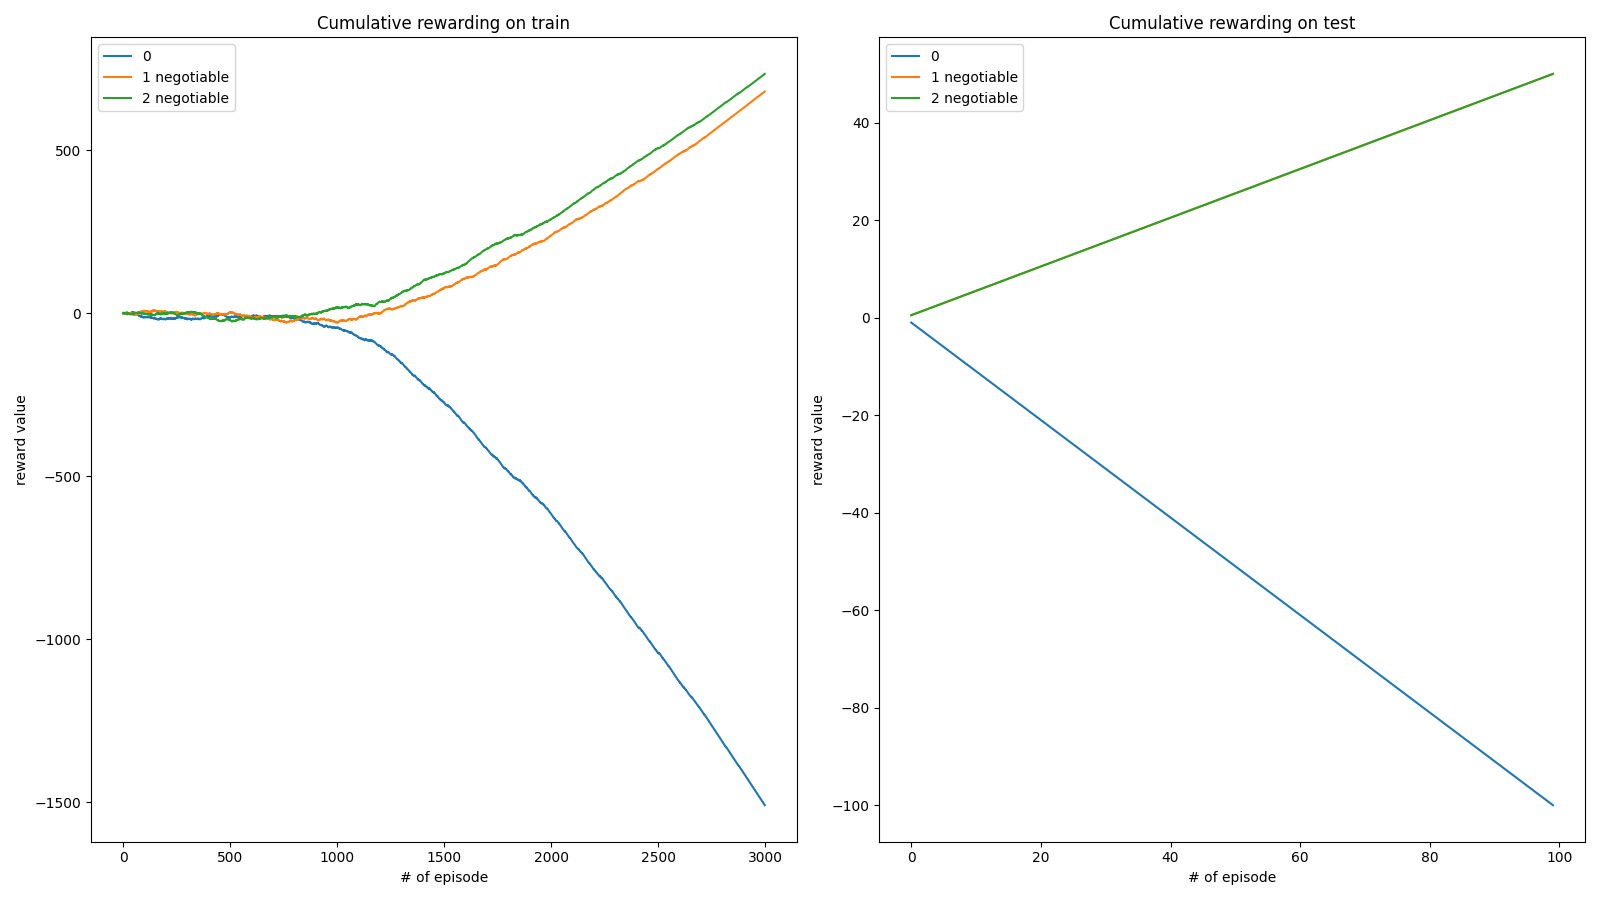 Cumulative rewarding on train
0
1 negotiable
2 negotiable
500
0
−500
−1000
−1500
reward value
0
500
1000
1500
2000
2500
3000
# of episode
Cumulative rewarding on test
0
1 negotiable
2 negotiable
40
20
0
−20
−40
−60
−80
−100
reward value
0
20
40
60
80
100
# of episode